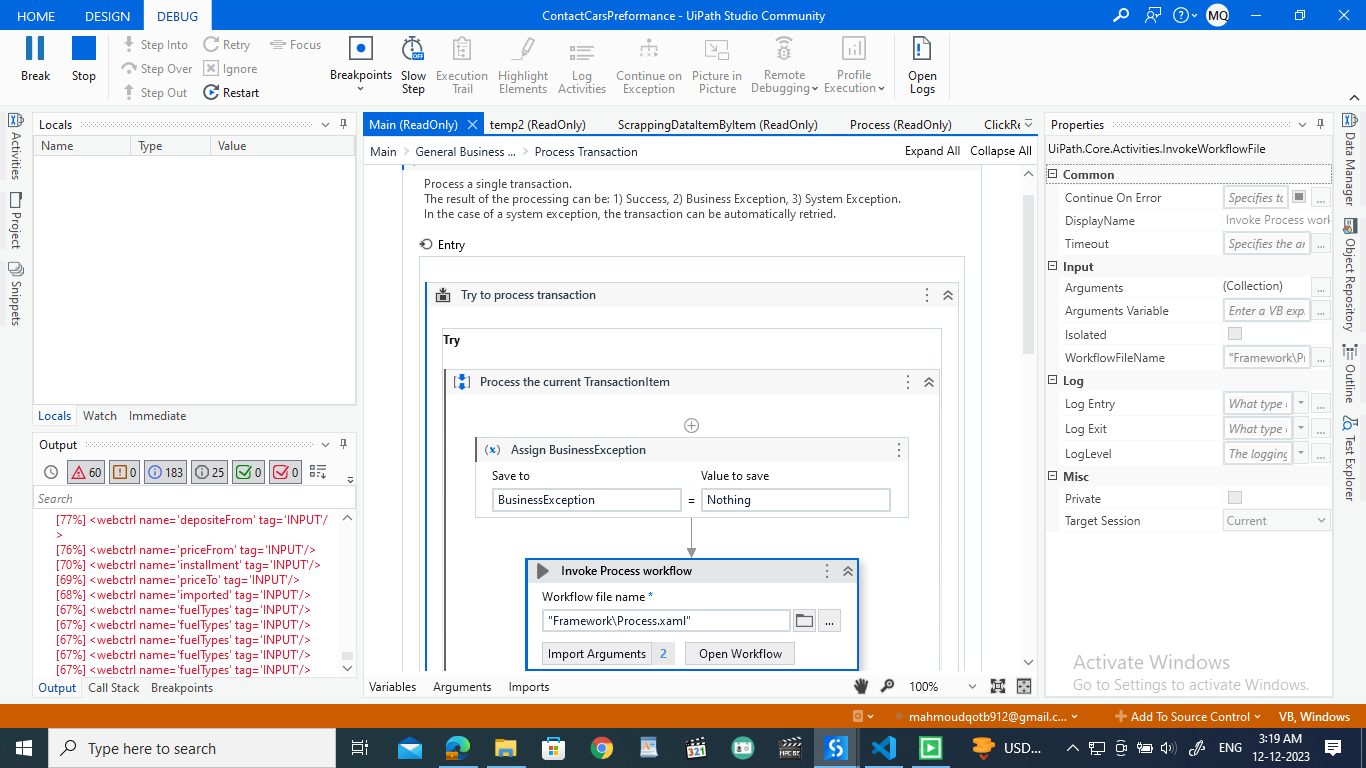 HOME DESIGN DEBUG
ContactCarsPreformance - UiPath Studio Community
MQ
Break
Stop
Step Into
Retry
Focus
Step Over
Ignore
Step Out
Restart
Breakpoints
Slow Step
Execution Trail
Highlight Elements
Log Activities
Continue on Exception
Picture in Picture
Remote Debugging
Profile Execution
Open Logs
Activities
Project
Snippets
Locals
Name Type Value
Locals Watch Immediate
Output
60 0 183 25 0 0
Search
[77%] <webctrl name='depositeFrom' tag='INPUT'/
>
[76%] <webctrl name='priceFrom' tag='INPUT'/>
[70%] <webctrl name='installment' tag='INPUT'/>
[69%] <webctrl name='priceTo' tag='INPUT'/>
[68%] <webctrl name='imported' tag='INPUT'/>
[67%] <webctrl name='fuelTypes' tag='INPUT'/>
[67%] <webctrl name='fuelTypes' tag='INPUT'/>
[67%] <webctrl name='fuelTypes' tag='INPUT'/>
[67%] <webctrl name='fuelTypes' tag='INPUT'/>
[67%] <webctrl name='fuelTypes' tag='INPUT'/>
Output Call Stack Breakpoints
Main (ReadOnly) temp2 (ReadOnly) ScrappingDataItemByItem (ReadOnly) Process (ReadOnly) ClickRe
Main > General Business ... > Process Transaction
Expand All Collapse All
Process a single transaction.
The result of the processing can be: 1) Success, 2) Business Exception, 3) System Exception.
In the case of a system exception, the transaction can be automatically retried.
Entry
Try to process transaction
Try
Process the current TransactionItem
Assign BusinessException
Save to Value to save
BusinessException = Nothing
Invoke Process workflow
Workflow file name *
"Framework\Process.xaml" ...
Import Arguments 2 Open Workflow
Variables Arguments Imports
100%
Properties
UiPath.Core.Activities.InvokeWorkflowFile
Common
Continue On Error Specifies to ...
DisplayName Invoke Process work
Timeout Specifies the ar ...
Input
Arguments (Collection) ...
Arguments Variable Enter a VB exp. ...
Isolated
WorkflowFileName "Framework\Pr ...
Log
Log Entry What type ...
Log Exit What type ...
LogLevel The logging ...
Misc
Private
Target Session Current
Data Manager
Object Repository
Outline
Test Explorer
Activate Windows
Go to Settings to activate Windows.
mahmoudqotb912@gmail.c...
Add To Source Control
VB, Windows
Type here to search
321
USD...
ENG
3:19 AM
12-12-2023